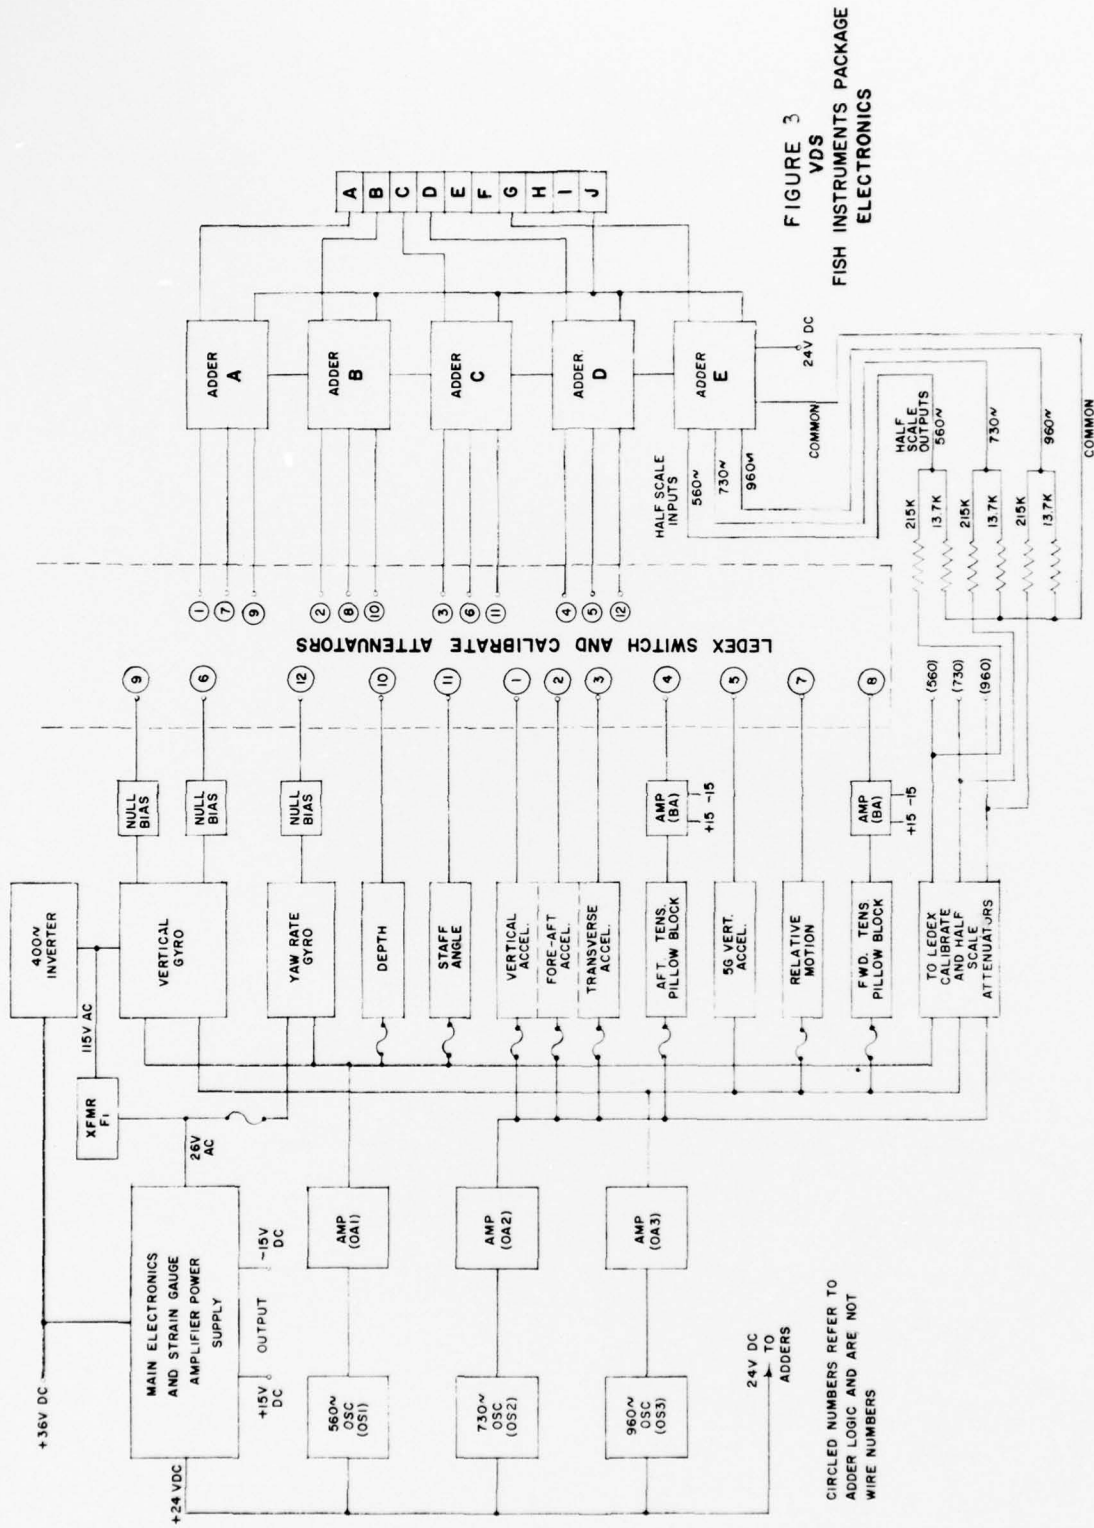 +36V DC
+24 VDC
MAIN ELECTRONICS
AND STRAIN GAUGE
AMPLIFIER POWER
SUPPLY
+15V
DC
OUTPUT
-15V
DC
26V
AC
XFMR
F1
115V AC
400~
INVERTER
560~
OSC
(OS1)
AMP
(OA1)
730~
OSC
(OS2)
AMP
(OA2)
960~
OSC
(OS3)
AMP
(OA3)
24V DC
TO
ADDERS
CIRCLED NUMBERS REFER TO
ADDER LOGIC AND ARE NOT
WIRE NUMBERS
VERTICAL
GYRO
NULL
BIAS
9
NULL
BIAS
6
YAW RATE
GYRO
NULL
BIAS
12
DEPTH
10
STAFF
ANGLE
11
VERTICAL
ACCEL.
1
FORE-AFT
ACCEL.
2
TRANSVERSE
ACCEL.
3
AFT. TENS.
PILLOW BLOCK
AMP
(BA)
+15 -15
4
5G VERT.
ACCEL.
5
RELATIVE
MOTION
7
FWD. TENS.
PILLOW BLOCK
AMP
(BA)
+15 -15
8
TO LEDEX
CALIBRATE
AND HALF
SCALE
ATTENUATORS
(560)
(730)
(960)
LEDEX SWITCH AND CALIBRATE ATTENUATORS
1
7
9
2
8
10
3
6
11
4
5
12
ADDER
A
ADDER
B
ADDER
C
ADDER.
D
ADDER
E
HALF SCALE
INPUTS
560~
730~
960~
COMMON
24V DC
A
B
C
D
E
F
G
H
I
J
215K
13.7K
215K
13.7K
215K
13.7K
HALF
SCALE
OUTPUTS
560~
730~
960~
COMMON
FIGURE 3
VDS
FISH INSTRUMENTS PACKAGE
ELECTRONICS